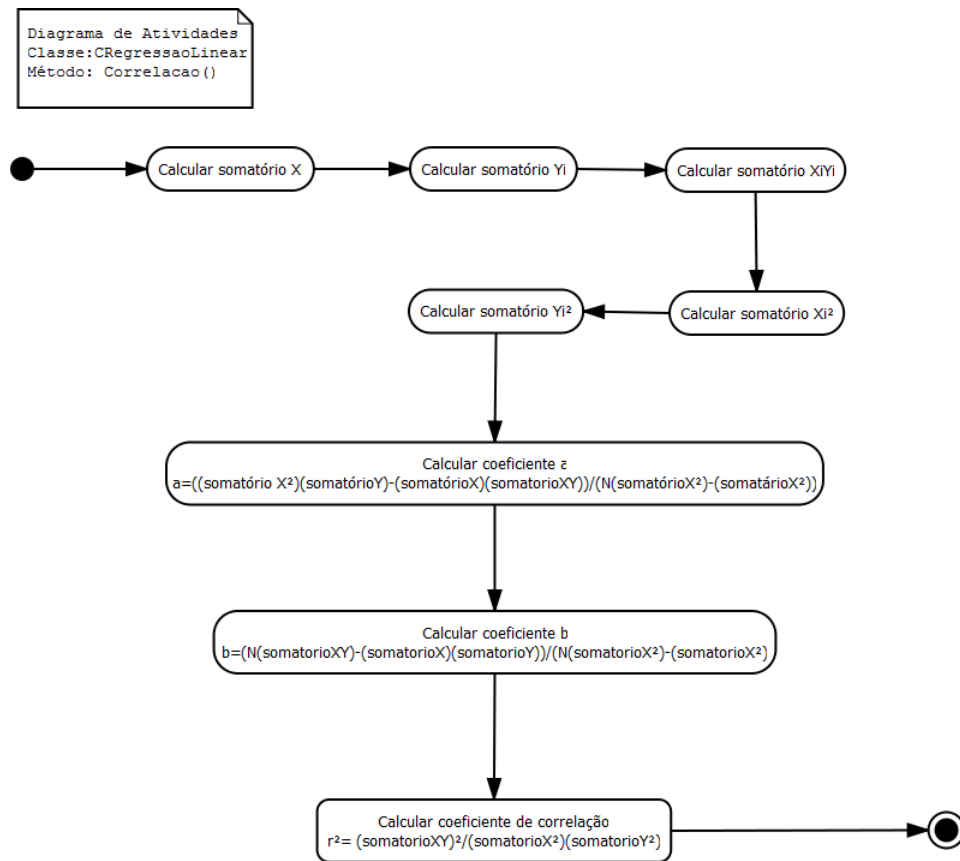 Diagrama de Atividades
Classe:CRegressaoLinear
Método: Correlacao()
Calcular somatório X
Calcular somatório Yi
Calcular somatório XiYi
Calcular somatório Xi²
Calcular somatório Yi²
Calcular coeficiente a
a=((somatório X²)(somatórioY)-(somatórioX)(somatorioXY))/(N(somatórioX²)-(somatárioX²))
Calcular coeficiente b
b=(N(somatorioXY)-(somatorioX)(somatorioY))/(N(somatorioX²)-(somatorioX²)
Calcular coeficiente de correlação
r²= (somatorioXY)²/(somatorioX²)(somatorioY²)